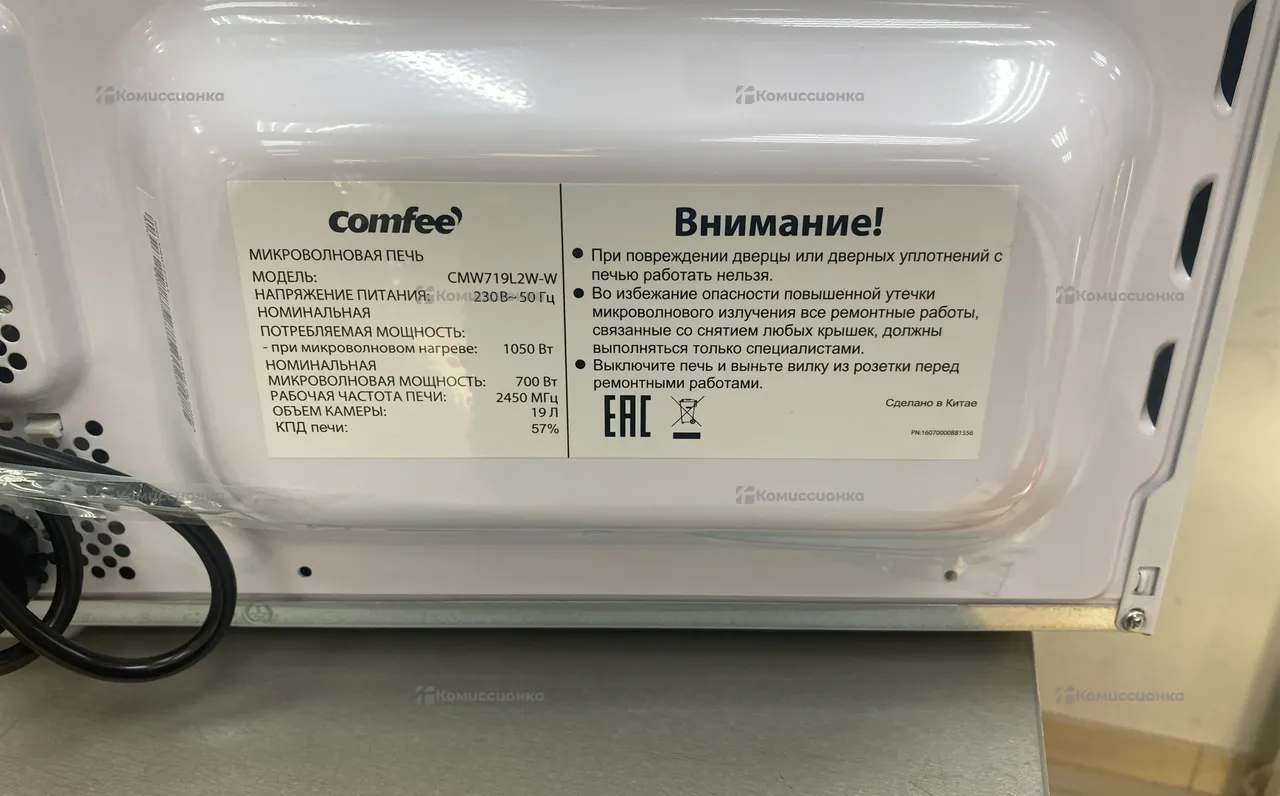 Комиссионка
Комиссионка
comfee
МИКРОВОЛНОВАЯ ПЕЧЬ
МОДЕЛЬ: CMW719L2W-W
НАПРЯЖЕНИЕ ПИТАНИЯ: 230В~ 50 Гц
НОМИНАЛЬНАЯ
ПОТРЕБЛЯЕМАЯ МОЩНОСТЬ:
- при микроволновом нагреве: 1050 Вт
НОМИНАЛЬНАЯ
МИКРОВОЛНОВАЯ МОЩНОСТЬ: 700 Вт
РАБОЧАЯ ЧАСТОТА ПЕЧИ: 2450 МГц
ОБЪЕМ КАМЕРЫ: 19 Л
КПД печи: 57%
Внимание!
● При повреждении дверцы или дверных уплотнений с
печью работать нельзя.
● Во избежание опасности повышенной утечки
микроволнового излучения все ремонтные работы,
связанные со снятием любых крышек, должны
выполняться только специалистами.
● Выключите печь и выньте вилку из розетки перед
ремонтными работами.
EAC
Сделано в Китае
PN:16070000B81556
Комиссионка
Комиссионка
Комиссионка
Комиссионка
Комиссионка
Комиссионка